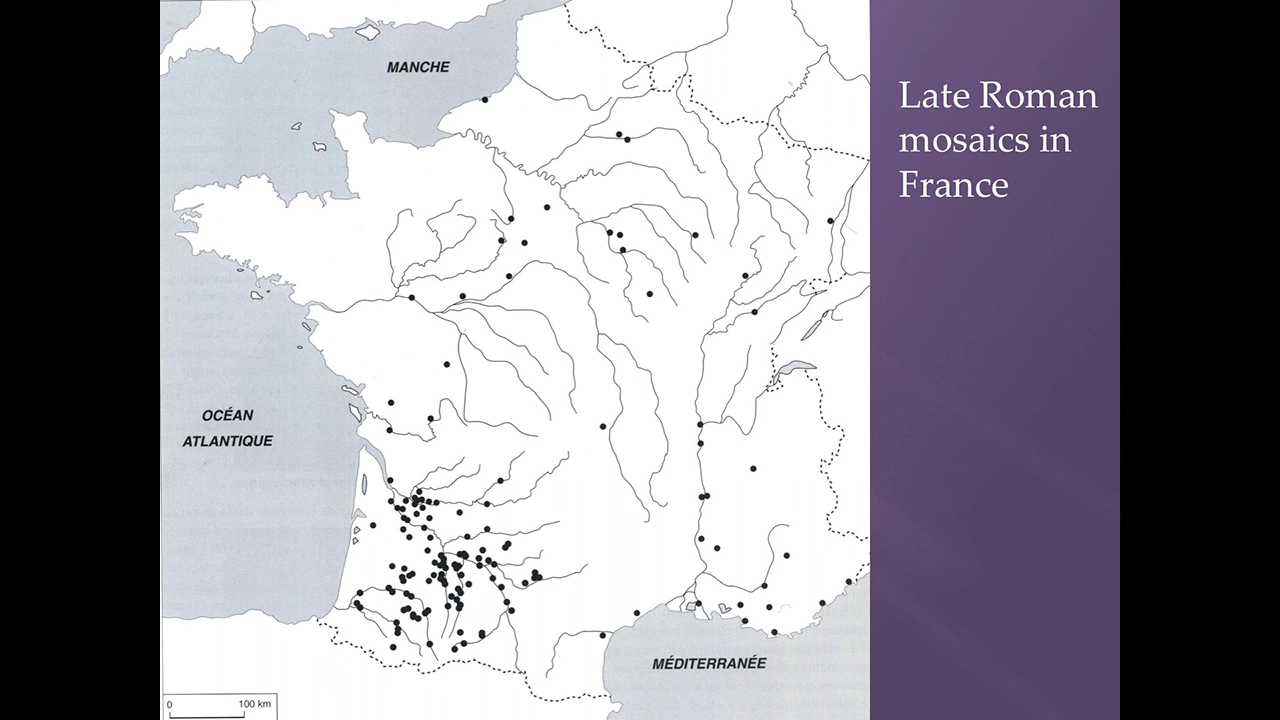 MANCHE
OCÉAN
ATLANTIQUE
MÉDITERRANÉE
0 100 km
Late Roman
mosaics in
France